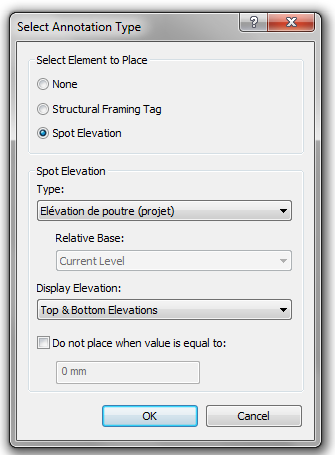 Select Annotation Type
Select Element to Place
None
Structural Framing Tag
Spot Elevation
Spot Elevation
Type:
Elévation de poutre (projet)
Relative Base:
Current Level
Display Elevation:
Top & Bottom Elevations
Do not place when value is equal to:
0 mm
OK Cancel